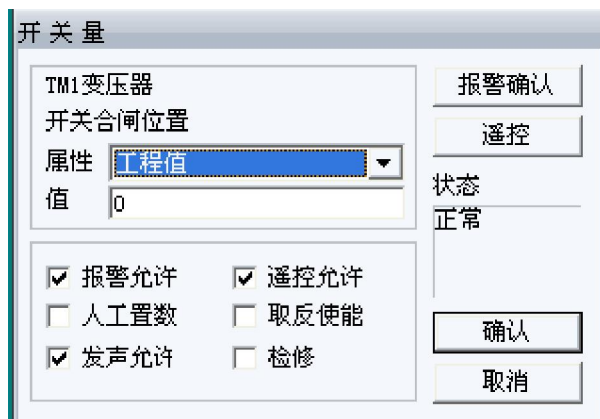 开关量
TM1变压器
开关合闸位置
属性 工程值
值 0
报警确认
遥控
状态
正常
报警允许 遥控允许
人工置数 取反使能
发声允许 检修
确认
取消